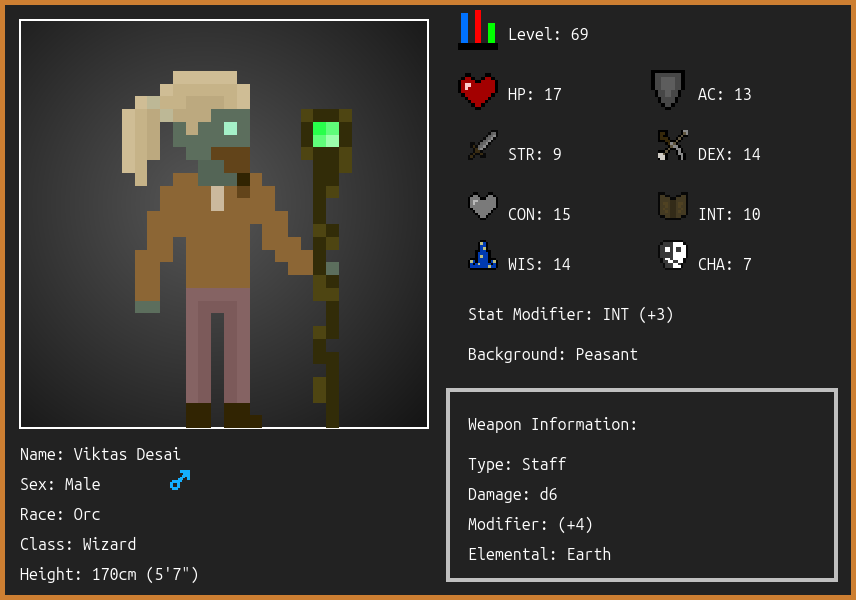 Level: 69
HP: 17
AC: 13
STR: 9
DEX: 14
CON: 15
INT: 10
WIS: 14
CHA: 7
Stat Modifier: INT (+3)
Background: Peasant
Weapon Information:
Type: Staff
Damage: d6
Modifier: (+4)
Elemental: Earth
Name: Viktas Desai
Sex: Male
Race: Orc
Class: Wizard
Height: 170cm (5'7")